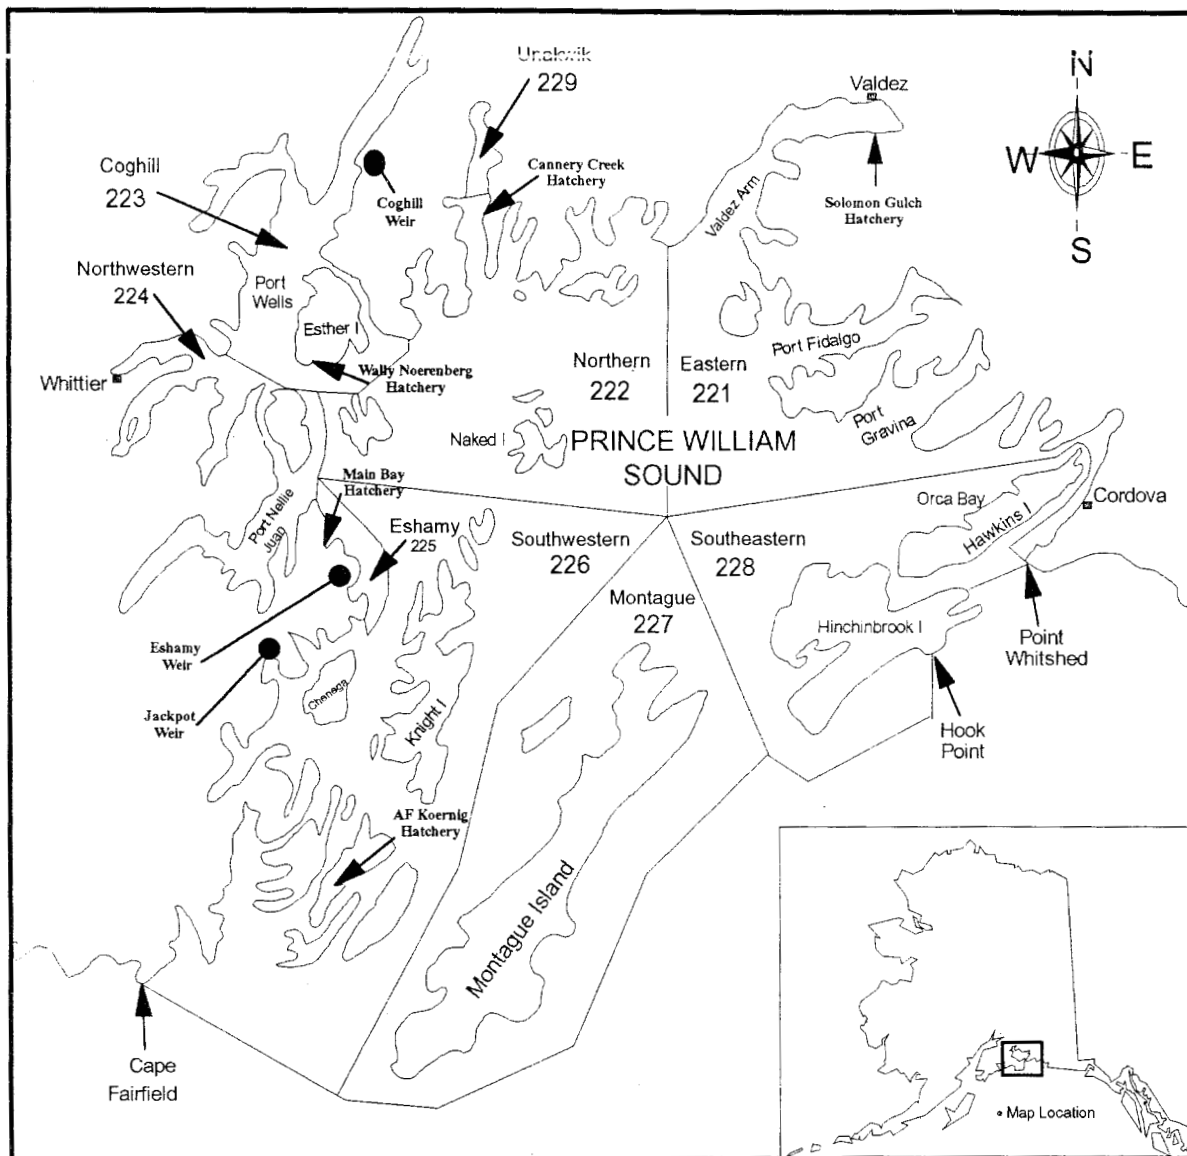 Unakwik
229
Valdez
N
W
E
S
Coghill
223
Coghill
Weir
Cannery Creek
Hatchery
Valdez Arm
Solomon Gulch
Hatchery
Northwestern
224
Port
Wells
Esther I
Whittier
Wally Noerenberg
Hatchery
Northern
222
Eastern
221
Port Fidalgo
Port
Gravina
Naked I
PRINCE WILLIAM
SOUND
Main Bay
Hatchery
Port Nellie
Juan
Eshamy
225
Orca Bay
Hawkins I
Cordova
Southwestern
226
Southeastern
228
Montague
227
Hinchinbrook I
Point
Whitshed
Eshamy
Weir
Jackpot
Weir
Chenega
Knight I
Hook
Point
AF Koernig
Hatchery
Montague Island
Cape
Fairfield
Map Location